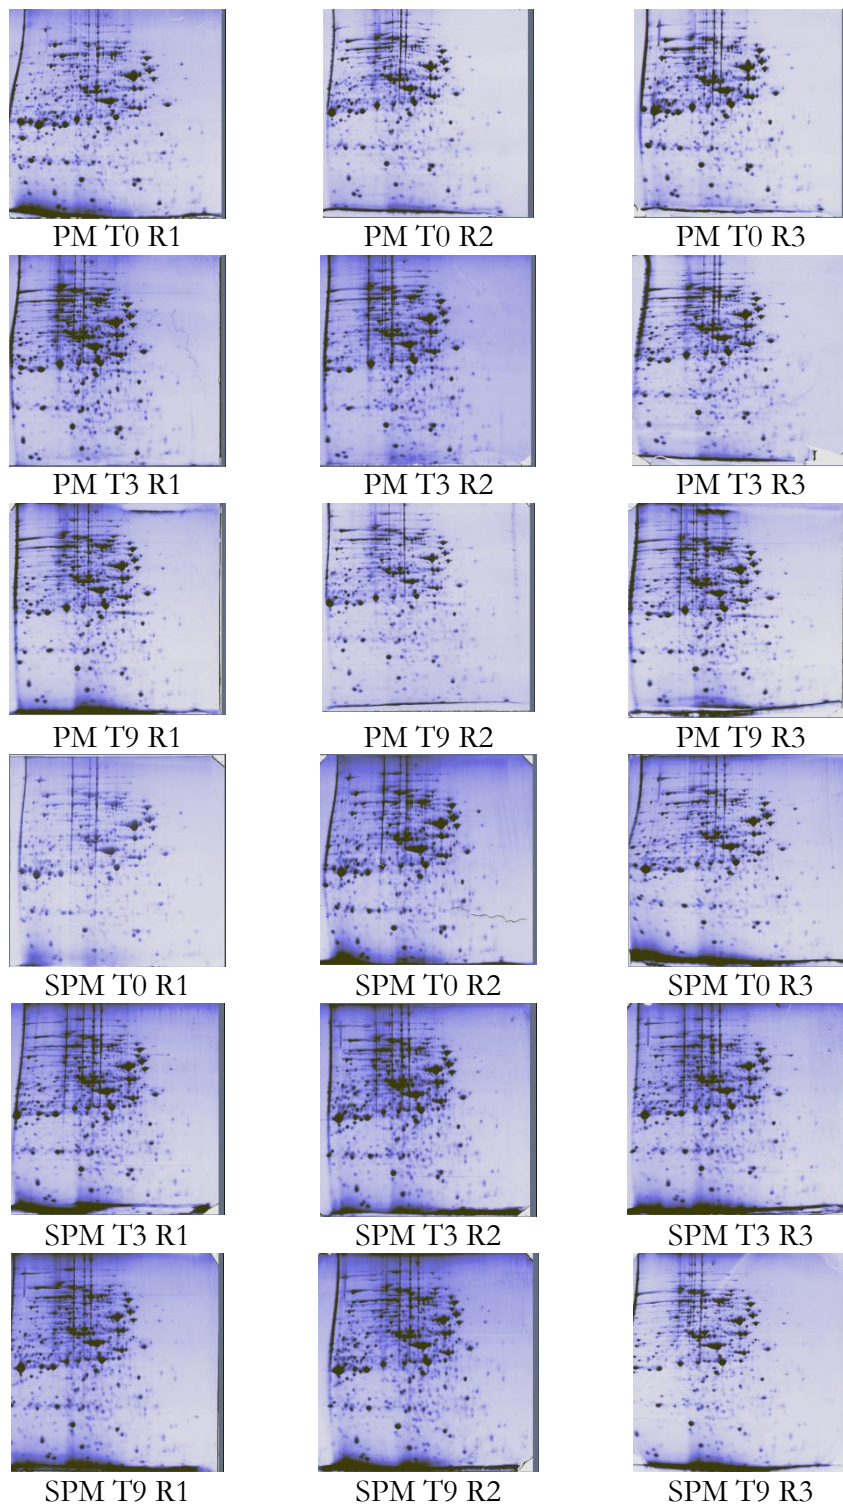 PM T0 R1 PM T0 R2 PM T0 R3
PM T3 R1 PM T3 R2 PM T3 R3
PM T9 R1 PM T9 R2 PM T9 R3
SPM T0 R1 SPM T0 R2 SPM T0 R3
SPM T3 R1 SPM T3 R2 SPM T3 R3
SPM T9 R1 SPM T9 R2 SPM T9 R3